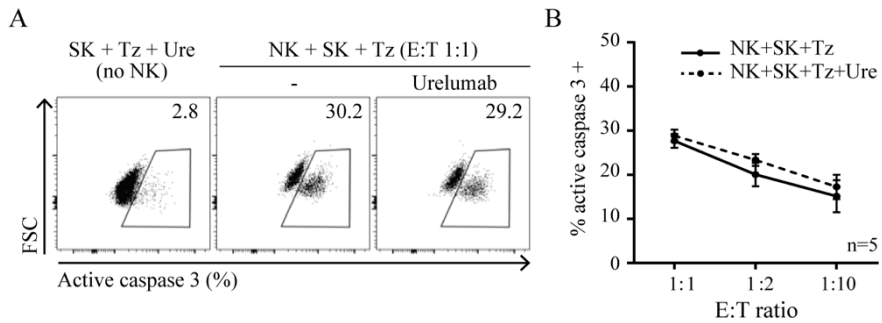 A
SK + Tz + Ure
(no NK)
NK + SK + Tz (E:T 1:1)
-
Urelumab
2.8
30.2
29.2
FSC
Active caspase 3 (%)
B
50
40
30
20
10
0
% active caspase 3 +
NK+SK+Tz
NK+SK+Tz+Ure
n=5
1:1
1:2
1:10
E:T ratio